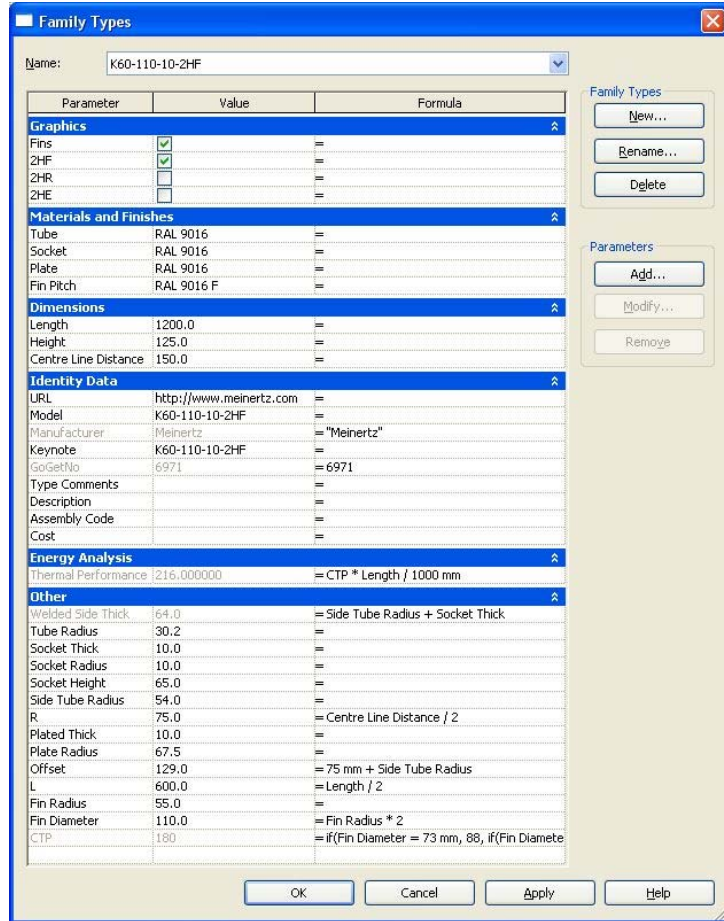 Family Types
Name: K60-110-10-2HF
Parameter Value Formula
Graphics
Fins =
2HF =
2HR =
2HE =
Materials and Finishes
Tube RAL 9016 =
Socket RAL 9016 =
Plate RAL 9016 =
Fin Pitch RAL 9016 F =
Dimensions
Length 1200.0 =
Height 125.0 =
Centre Line Distance 150.0 =
Identity Data
URL http://www.meinertz.com =
Model K60-110-10-2HF =
Manufacturer Meinertz = "Meinertz"
Keynote K60-110-10-2HF =
GoGetNo 6971 = 6971
Type Comments =
Description =
Assembly Code =
Cost =
Energy Analysis
Thermal Performance 216.000000 = CTP * Length / 1000 mm
Other
Welded Side Thick 64.0 = Side Tube Radius + Socket Thick
Tube Radius 30.2 =
Socket Thick 10.0 =
Socket Radius 10.0 =
Socket Height 65.0 =
Side Tube Radius 54.0 =
R 75.0 = Centre Line Distance / 2
Plated Thick 10.0 =
Plate Radius 67.5 =
Offset 129.0 = 75 mm + Side Tube Radius
L 600.0 = Length / 2
Fin Radius 55.0 =
Fin Diameter 110.0 = Fin Radius * 2
CTP 180 = if(Fin Diameter = 73 mm, 88, if(Fin Diamete
Family Types
New...
Rename...
Delete
Parameters
Add...
Modify...
Remove
OK Cancel Apply Help